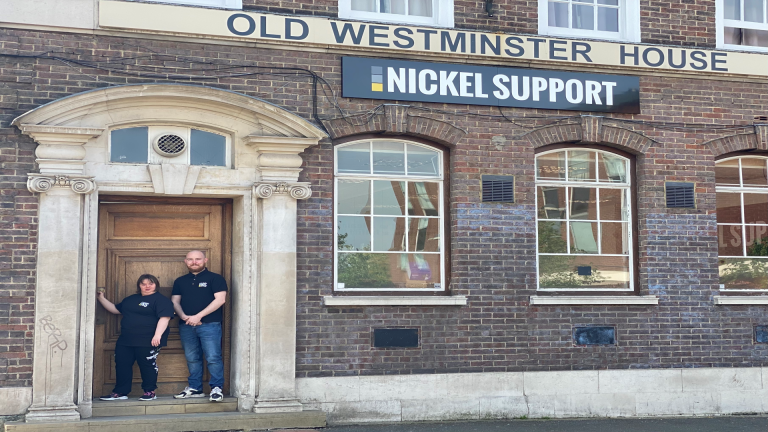 OLD WESTMINSTER HOUSE
NICKEL SUPPORT